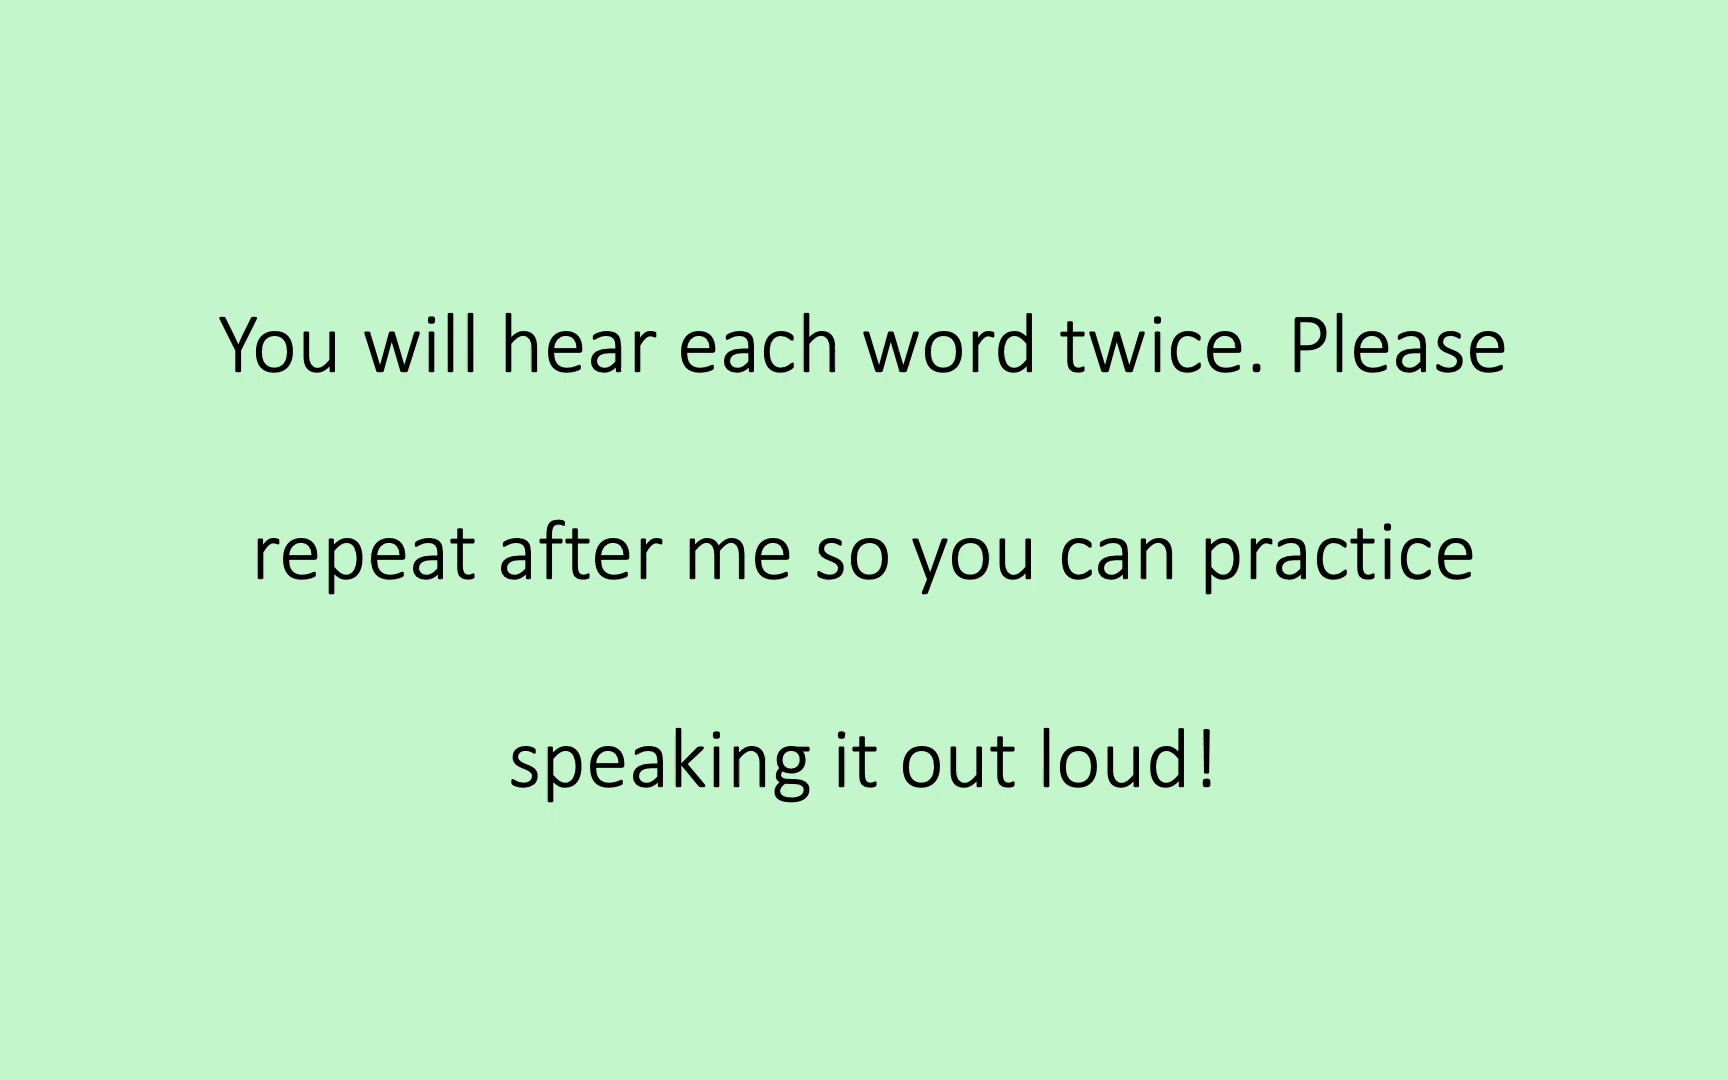 You will hear each word twice. Please
repeat after me so you can practice
speaking it out loud!